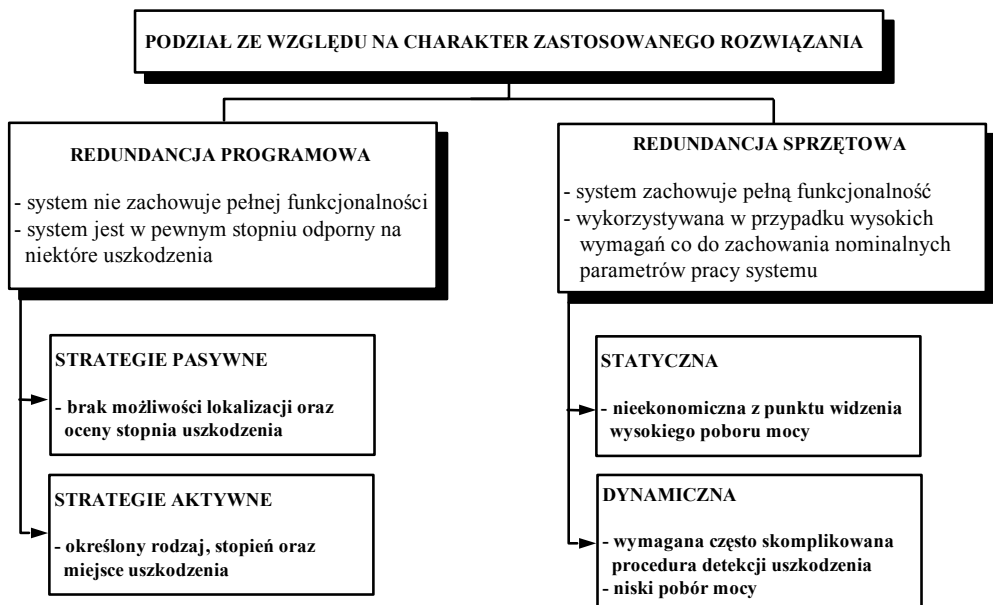 PODZIAŁ ZE WZGLĘDU NA CHARAKTER ZASTOSOWANEGO ROZWIĄZANIA
REDUNDANCJA PROGRAMOWA
- system nie zachowuje pełnej funkcjonalności
- system jest w pewnym stopniu odporny na
niektóre uszkodzenia
STRATEGIE PASYWNE
- brak możliwości lokalizacji oraz
oceny stopnia uszkodzenia
STRATEGIE AKTYWNE
- określony rodzaj, stopień oraz
miejsce uszkodzenia
REDUNDANCJA SPRZĘTOWA
- system zachowuje pełną funkcjonalność
- wykorzystywana w przypadku wysokich
wymagań co do zachowania nominalnych
parametrów pracy systemu
STATYCZNA
- nieekonomiczna z punktu widzenia
wysokiego poboru mocy
DYNAMICZNA
- wymagana często skomplikowana
procedura detekcji uszkodzenia
- niski pobór mocy